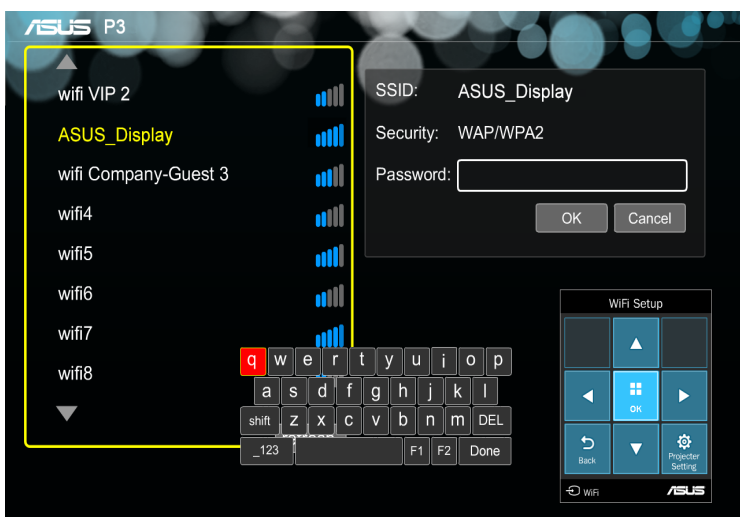 ASUS P3
wifi VIP 2
ASUS_Display
wifi Company-Guest 3
wifi4
wifi5
wifi6
wifi7
wifi8
SSID: ASUS_Display
Security: WAP/WPA2
Password:
OK Cancel
q w e r t y u i o p
a s d f g h j k l
shift z x c v b n m DEL
_123 F1 F2 Done
WiFi Setup
OK
Back
Projecter
Setting
WiFi
ASUS